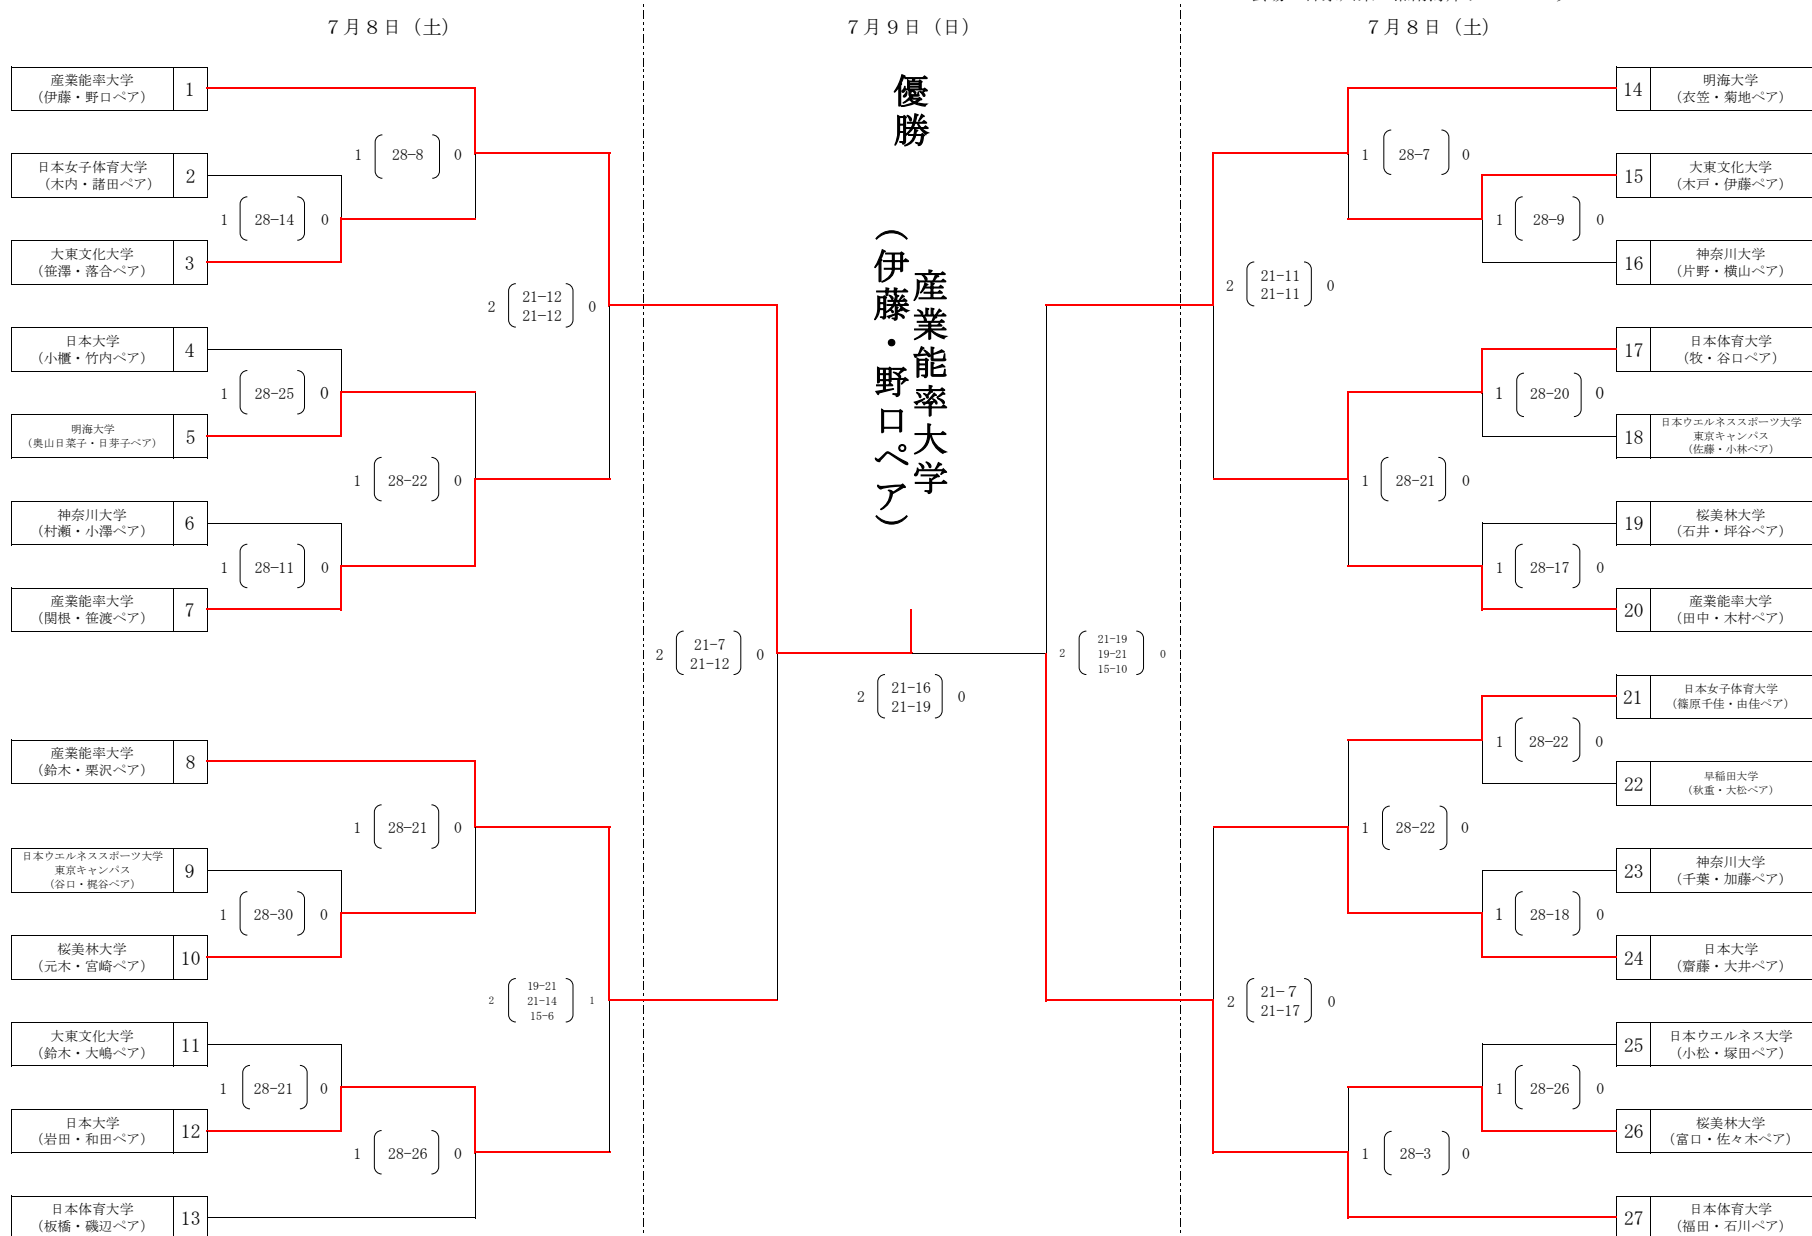 7月8日（土）
7月9日（日）
7月8日（土）
優勝
産業能率大学
（伊藤・野口ペア）
産業能率大学
（伊藤・野口ペア）
1
日本女子体育大学
（木内・諸田ペア）
2
大東文化大学
（笹澤・落合ペア）
3
日本大学
（小櫃・竹内ペア）
4
明海大学
（奥山日菜子・日芽子ペア）
5
神奈川大学
（村瀬・小澤ペア）
6
産業能率大学
（関根・笹渡ペア）
7
産業能率大学
（鈴木・栗沢ペア）
8
日本ウエルネススポーツ大学
東京キャンパス
（谷口・梶谷ペア）
9
桜美林大学
（元木・宮崎ペア）
10
大東文化大学
（鈴木・大嶋ペア）
11
日本大学
（岩田・和田ペア）
12
日本体育大学
（板橋・磯辺ペア）
13
1 28-8 0
1 28-14 0
2 21-12 0
21-12
1 28-25 0
1 28-22 0
1 28-11 0
1 28-21 0
1 28-30 0
19-21
2 21-14 1
15-6
1 28-21 0
1 28-26 0
2 21-7 0
21-12
2 21-16 0
21-19
21-19
2 19-21 0
15-10
1 28-7 0
1 28-9 0
2 21-11 0
21-11
1 28-20 0
1 28-21 0
1 28-17 0
1 28-22 0
1 28-22 0
1 28-18 0
2 21-7 0
21-17
1 28-26 0
1 28-3 0
14
明海大学
（衣笠・菊地ペア）
15
大東文化大学
（木戸・伊藤ペア）
16
神奈川大学
（片野・横山ペア）
17
日本体育大学
（牧・谷口ペア）
18
日本ウエルネススポーツ大学
東京キャンパス
（佐藤・小林ペア）
19
桜美林大学
（石井・坪谷ペア）
20
産業能率大学
（田中・木村ペア）
21
日本女子体育大学
（篠原千佳・由佳ペア）
22
早稲田大学
（秋重・大松ペア）
23
神奈川大学
（千葉・加藤ペア）
24
日本大学
（齋藤・大井ペア）
25
日本ウエルネス大学
（小松・塚田ペア）
26
桜美林大学
（富口・佐々木ペア）
27
日本体育大学
（福田・石川ペア）